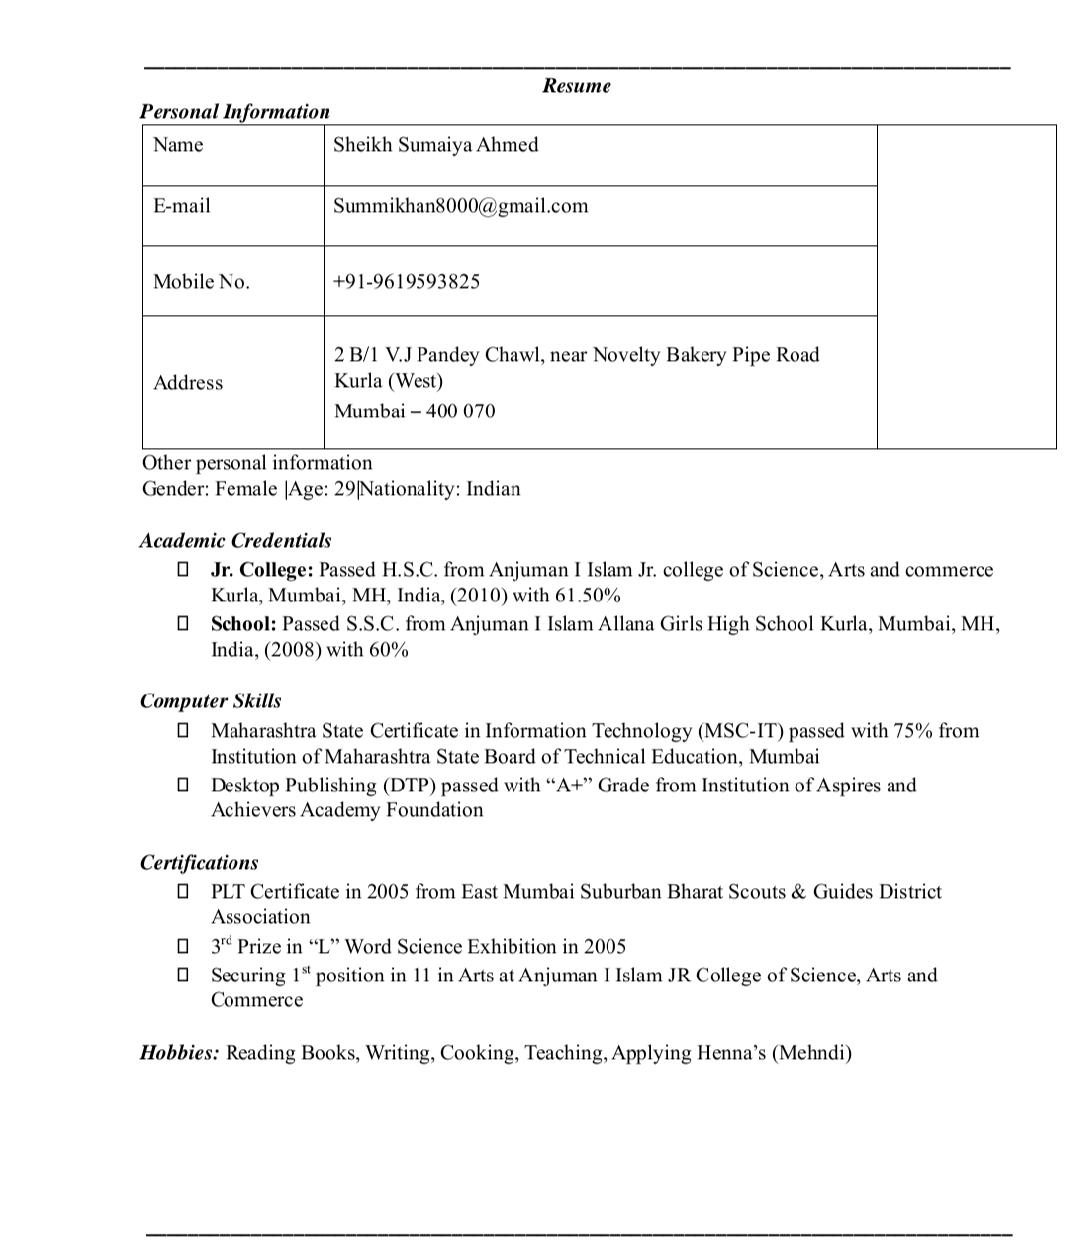 Resume
Personal Information
Name
Sheikh Sumaiya Ahmed
E-mail
Summikhan8000@gmail.com
Mobile No.
+91-9619593825
Address
2 B/1 V.J Pandey Chawl, near Novelty Bakery Pipe Road
Kurla (West)
Mumbai – 400 070
Other personal information
Gender: Female |Age: 29|Nationality: Indian
Academic Credentials
Jr. College: Passed H.S.C. from Anjuman I Islam Jr. college of Science, Arts and commerce
Kurla, Mumbai, MH, India, (2010) with 61.50%
School: Passed S.S.C. from Anjuman I Islam Allana Girls High School Kurla, Mumbai, MH,
India, (2008) with 60%
Computer Skills
Maharashtra State Certificate in Information Technology (MSC-IT) passed with 75% from
Institution of Maharashtra State Board of Technical Education, Mumbai
Desktop Publishing (DTP) passed with “A+” Grade from Institution of Aspires and
Achievers Academy Foundation
Certifications
PLT Certificate in 2005 from East Mumbai Suburban Bharat Scouts & Guides District
Association
3rd Prize in “L” Word Science Exhibition in 2005
Securing 1st position in 11 in Arts at Anjuman I Islam JR College of Science, Arts and
Commerce
Hobbies: Reading Books, Writing, Cooking, Teaching, Applying Henna’s (Mehndi)